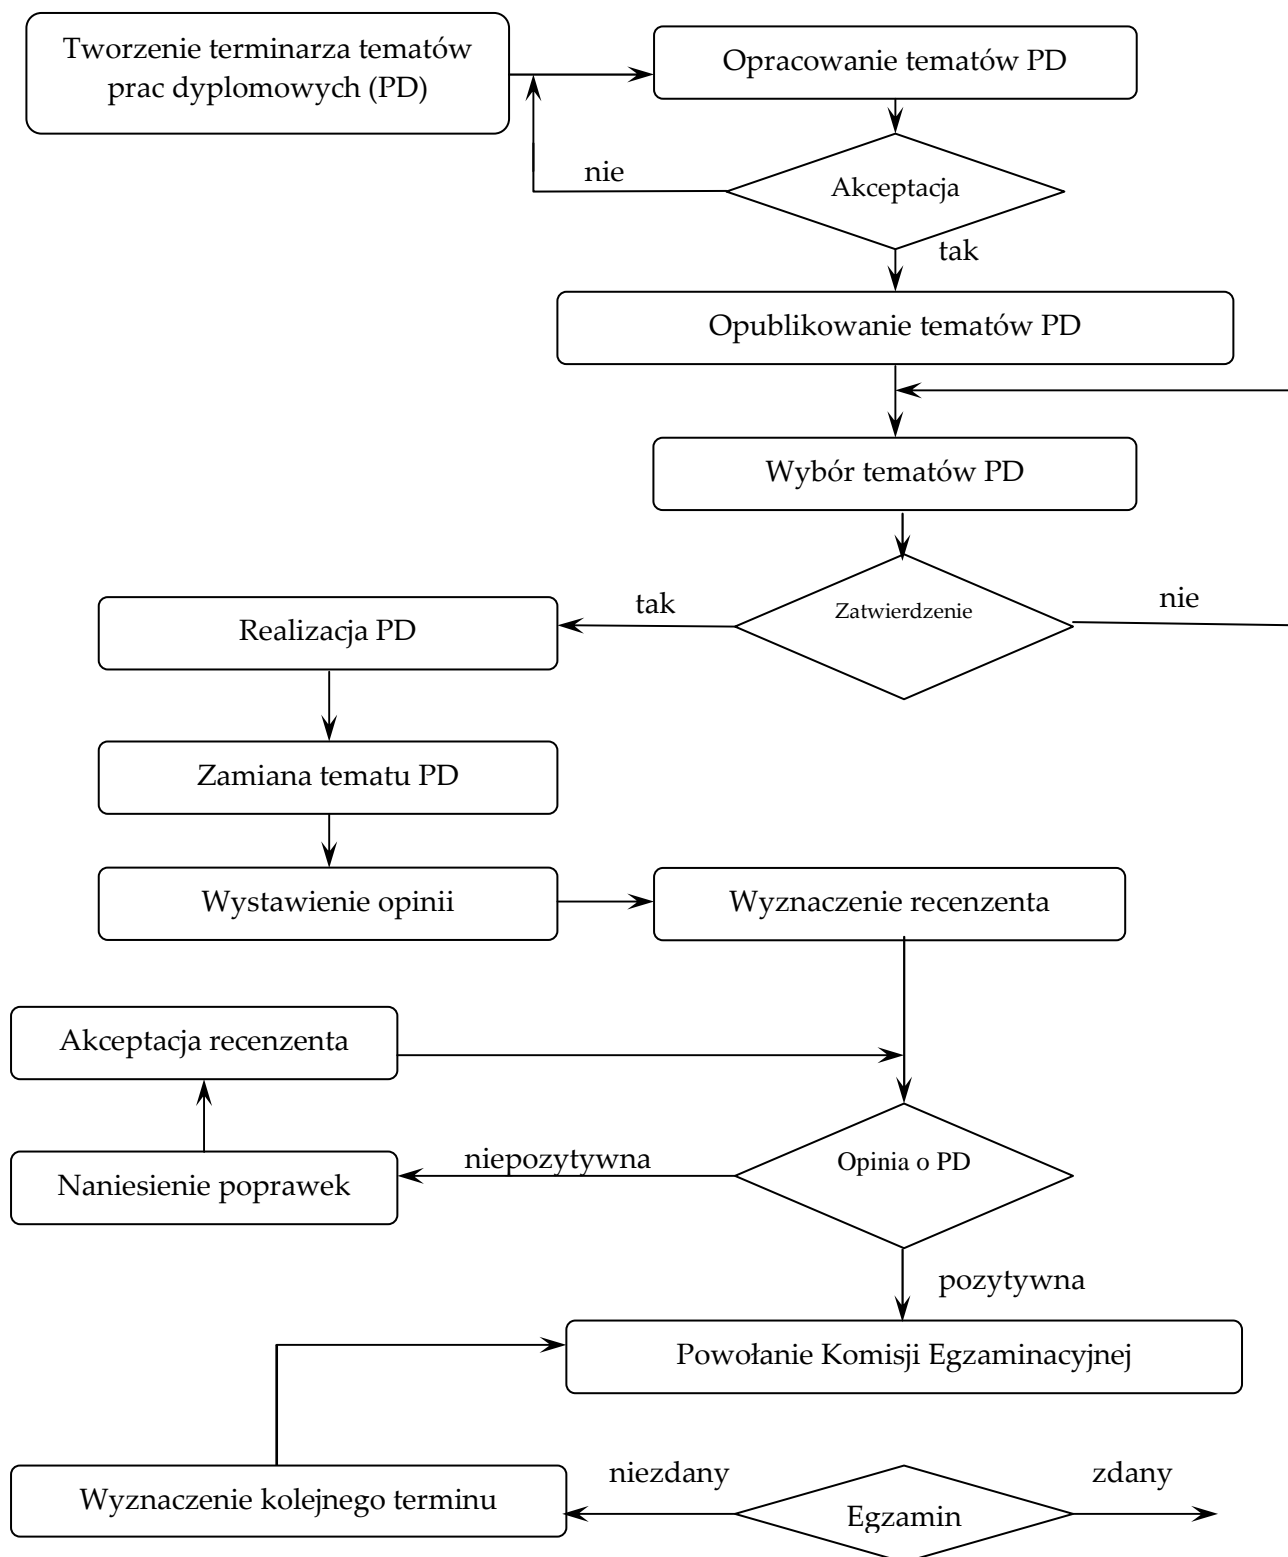 Tworzenie terminarza tematów
prac dyplomowych (PD)
Opracowanie tematów PD
nie
Akceptacja
tak
Opublikowanie tematów PD
Wybór tematów PD
tak
Zatwierdzenie
nie
Realizacja PD
Zamiana tematu PD
Wystawienie opinii
Wyznaczenie recenzenta
Akceptacja recenzenta
niepozytywna
Opinia o PD
Naniesienie poprawek
pozytywna
Powołanie Komisji Egzaminacyjnej
niezdany
zdany
Wyznaczenie kolejnego terminu
Egzamin